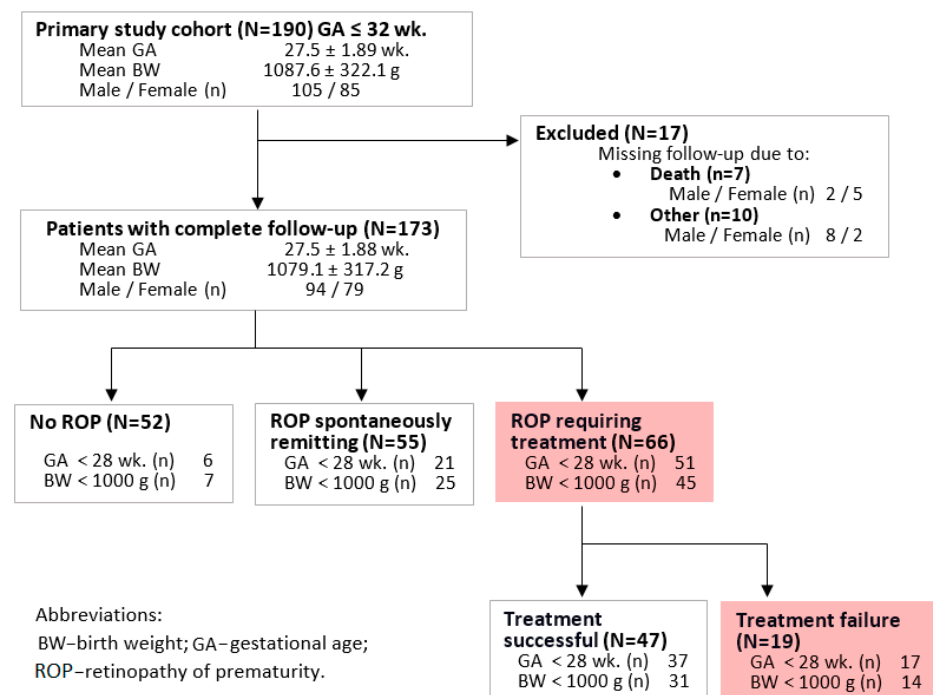 Primary study cohort (N=190) GA ≤ 32 wk.
Mean GA 27.5 ± 1.89 wk.
Mean BW 1087.6 ± 322.1 g
Male / Female (n) 105 / 85
Excluded (N=17)
Missing follow-up due to:
• Death (n=7)
Male / Female (n) 2 / 5
• Other (n=10)
Male / Female (n) 8 / 2
Patients with complete follow-up (N=173)
Mean GA 27.5 ± 1.88 wk.
Mean BW 1079.1 ± 317.2 g
Male / Female (n) 94 / 79
No ROP (N=52)
GA < 28 wk. (n) 6
BW < 1000 g (n) 7
ROP spontaneously
remitting (N=55)
GA < 28 wk. (n) 21
BW < 1000 g (n) 25
ROP requiring
treatment (N=66)
GA < 28 wk. (n) 51
BW < 1000 g (n) 45
Treatment
successful (N=47)
GA < 28 wk. (n) 37
BW < 1000 g (n) 31
Treatment failure
(N=19)
GA < 28 wk. (n) 17
BW < 1000 g (n) 14
Abbreviations:
BW–birth weight; GA–gestational age;
ROP–retinopathy of prematurity.